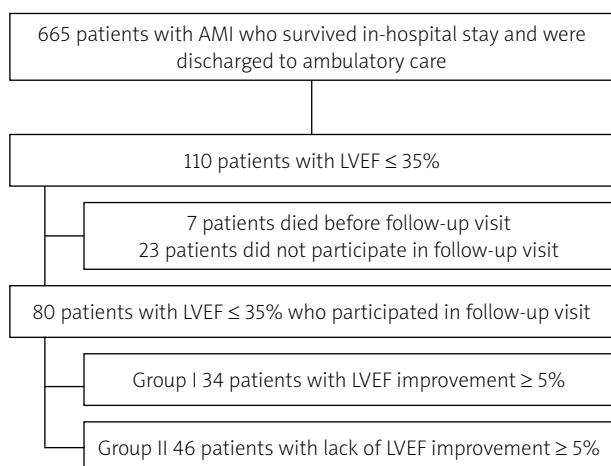 665 patients with AMI who survived in-hospital stay and were
discharged to ambulatory care
110 patients with LVEF ≤ 35%
7 patients died before follow-up visit
23 patients did not participate in follow-up visit
80 patients with LVEF ≤ 35% who participated in follow-up visit
Group I 34 patients with LVEF improvement ≥ 5%
Group II 46 patients with lack of LVEF improvement ≥ 5%